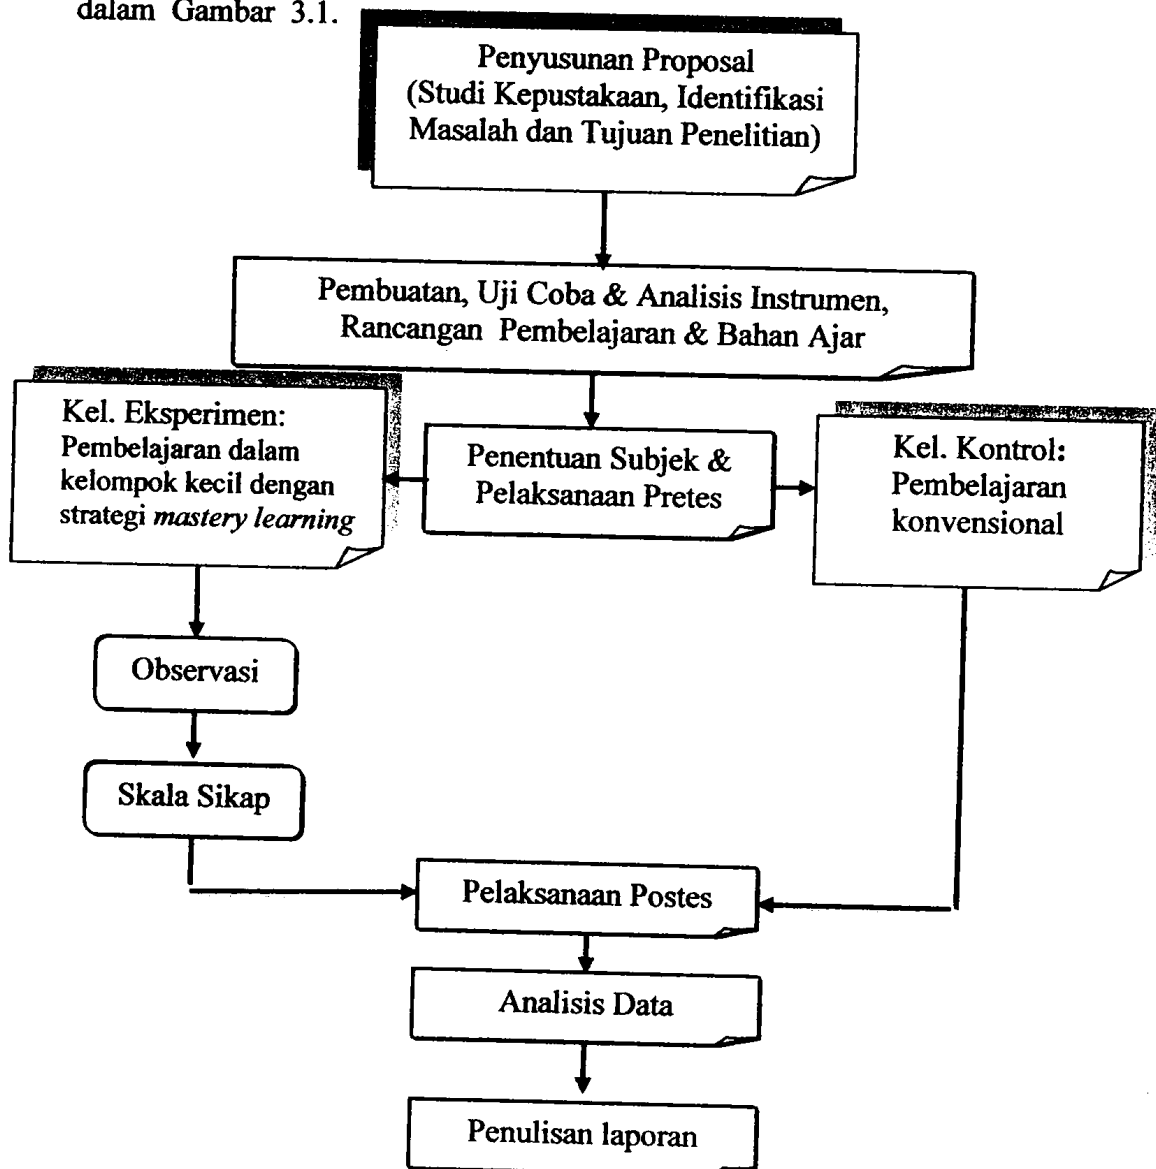 dalam Gambar 3.1.
Penyusunan Proposal
(Studi Kepustakaan, Identifikasi
Masalah dan Tujuan Penelitian)
Pembuatan, Uji Coba & Analisis Instrumen,
Rancangan Pembelajaran & Bahan Ajar
Kel. Eksperimen:
Pembelajaran dalam
kelompok kecil dengan
strategi mastery learning
Penentuan Subjek &
Pelaksanaan Pretes
Kel. Kontrol:
Pembelajaran
konvensional
Observasi
Skala Sikap
Pelaksanaan Postes
Analisis Data
Penulisan laporan